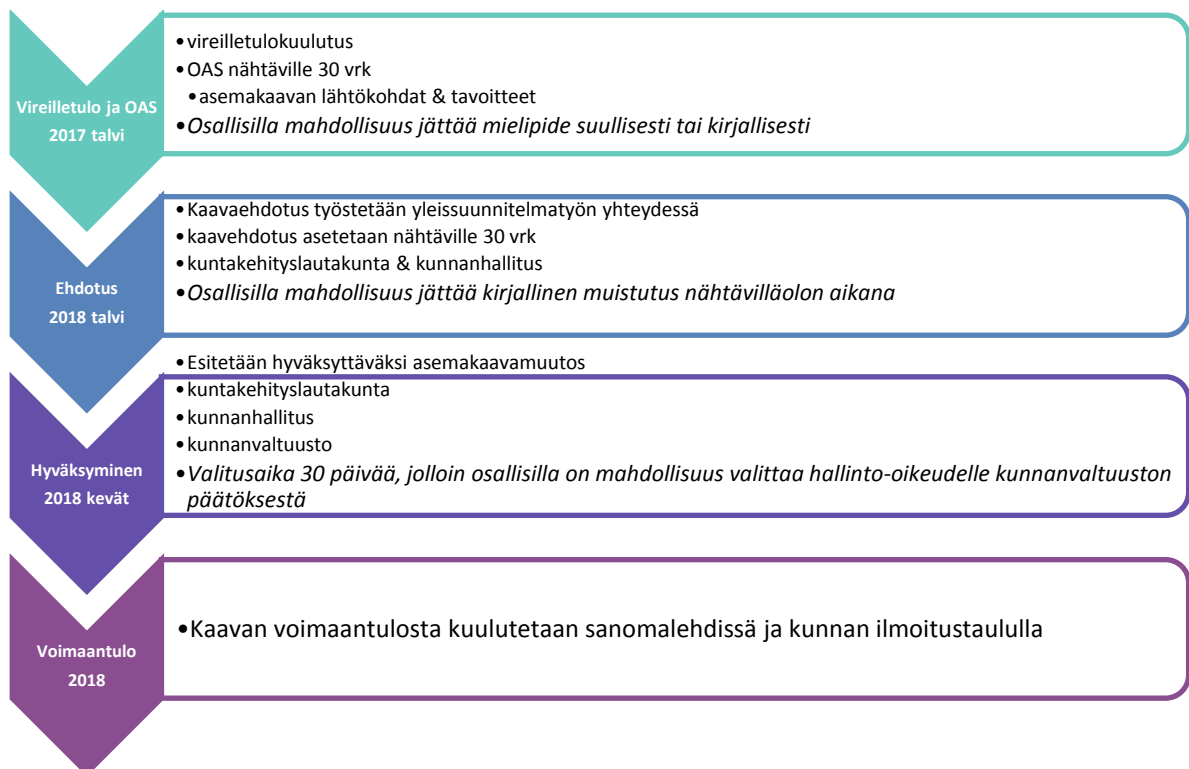 Vireilletulo ja OAS
2017 talvi
•vireilletulokuulutus
•OAS nähtäville 30 vrk
•asemakaavan lähtökohdat & tavoitteet
•Osallisilla mahdollisuus jättää mielipide suullisesti tai kirjallisesti
Ehdotus
2018 talvi
•Kaavaehdotus työstetään yleissuunnitelmatyön yhteydessä
•kaavehdotus asetetaan nähtäville 30 vrk
•kuntakehityslautakunta & kunnanhallitus
•Osallisilla mahdollisuus jättää kirjallinen muistutus nähtävilläolon aikana
Hyväksyminen
2018 kevät
•Esitetään hyväksyttäväksi asemakaavamuutos
•kuntakehityslautakunta
•kunnanhallitus
•kunnanvaltuusto
•Valitusaika 30 päivää, jolloin osallisilla on mahdollisuus valittaa hallinto-oikeudelle kunnanvaltuuston
päätöksestä
Voimaantulo
2018
•Kaavan voimaantulosta kuulutetaan sanomalehdissä ja kunnan ilmoitustaululla